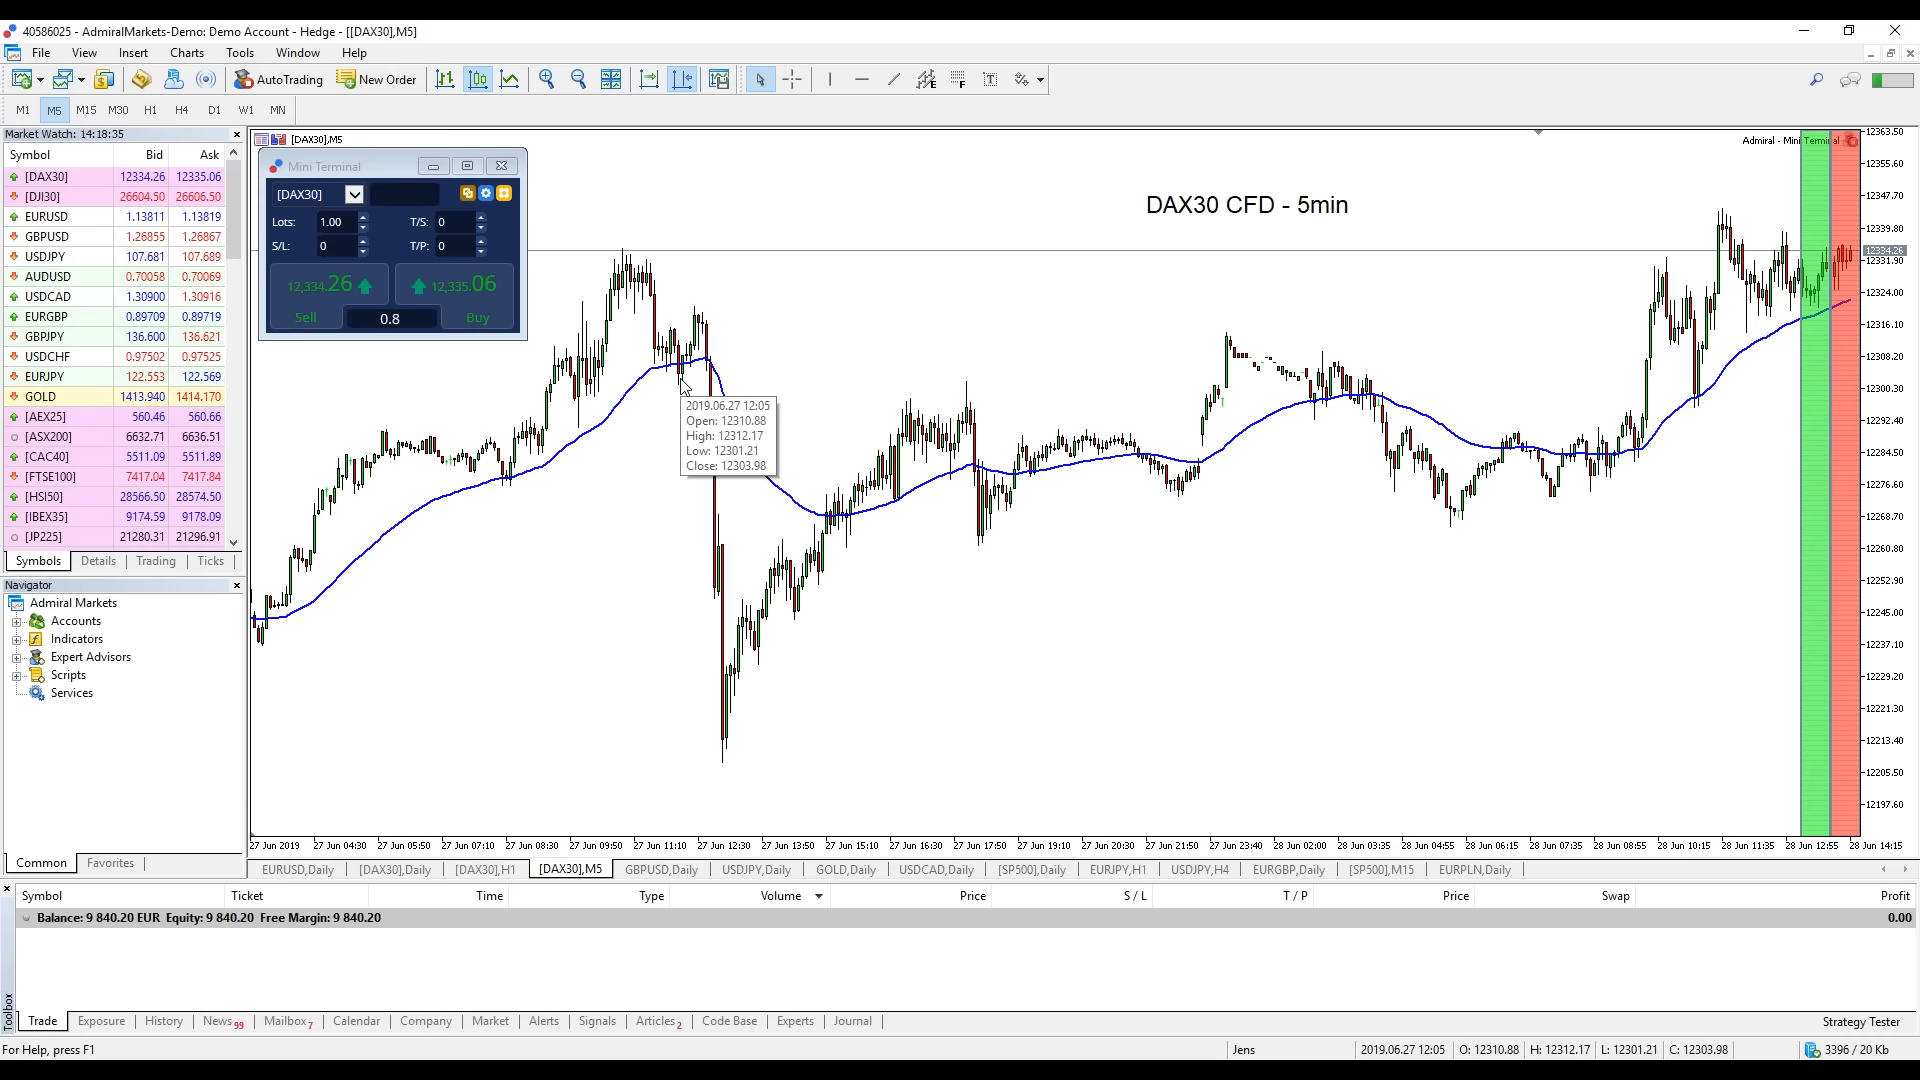 40586025 - AdmiralMarkets-Demo: Demo Account - Hedge - [[DAX30],M5]
File View Insert Charts Tools Window Help
AutoTrading New Order
M1 M5 M15 M30 H1 H4 D1 W1 MN
Market Watch: 14:18:35
Symbol Bid Ask
[DAX30] 12334.26 12335.06
[DJI30] 26604.50 26606.50
EURUSD 1.13811 1.13819
GBPUSD 1.26855 1.26867
USDJPY 107.681 107.689
AUDUSD 0.70058 0.70069
USDCAD 1.30900 1.30916
EURGBP 0.89709 0.89719
GBPJPY 136.600 136.621
USDCHF 0.97502 0.97525
EURJPY 122.553 122.569
GOLD 1413.940 1414.170
[AEX25] 560.46 560.66
[ASX200] 6632.71 6636.51
[CAC40] 5511.09 5511.89
[FTSE100] 7417.04 7417.84
[HSI50] 28566.50 28574.50
[IBEX35] 9174.59 9178.09
[JP225] 21280.31 21296.91
Symbols Details Trading Ticks
Navigator
Admiral Markets
Accounts
Indicators
Expert Advisors
Scripts
Services
Common Favorites
[DAX30],M5
Admiral - Mini Terminal
Mini Terminal
[DAX30]
Lots: 1.00 T/S: 0
S/L: 0 T/P: 0
12,334.26 12,335.06
Sell 0.8 Buy
DAX30 CFD - 5min
2019.06.27 12:05
Open: 12310.88
High: 12312.17
Low: 12301.21
Close: 12303.98
12363.50
12355.60
12347.70
12339.80
12334.26
12331.90
12324.00
12316.10
12308.20
12300.30
12292.40
12284.50
12276.60
12268.70
12260.80
12252.90
12245.00
12237.10
12229.20
12221.30
12213.40
12205.50
12197.60
27 Jun 2019 27 Jun 04:30 27 Jun 05:50 27 Jun 07:10 27 Jun 08:30 27 Jun 09:50 27 Jun 11:10 27 Jun 12:30 27 Jun 13:50 27 Jun 15:10 27 Jun 16:30 27 Jun 17:50 27 Jun 19:10 27 Jun 20:30 27 Jun 21:50 27 Jun 23:40 28 Jun 02:00 28 Jun 03:35 28 Jun 04:55 28 Jun 06:15 28 Jun 07:35 28 Jun 08:55 28 Jun 10:15 28 Jun 11:35 28 Jun 12:55 28 Jun 14:15
EURUSD,Daily [DAX30],Daily [DAX30],H1 [DAX30],M5 GBPUSD,Daily USDJPY,Daily GOLD,Daily USDCAD,Daily [SP500],Daily EURJPY,H1 USDJPY,H4 EURGBP,Daily [SP500],M15 EURPLN,Daily
Symbol Ticket Time Type Volume Price S / L T / P Price Swap Profit
Balance: 9 840.20 EUR Equity: 9 840.20 Free Margin: 9 840.20 0.00
Toolbox
Trade Exposure History News 99 Mailbox 7 Calendar Company Market Alerts Signals Articles 2 Code Base Experts Journal Strategy Tester
For Help, press F1 Jens 2019.06.27 12:05 O: 12310.88 H: 12312.17 L: 12301.21 C: 12303.98 3396 / 20 Kb